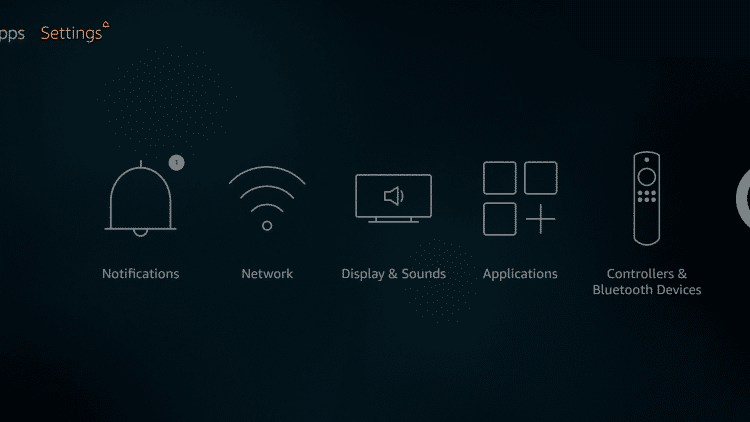 pps Settings
1
Notifications
Network
Display & Sounds
Applications
Controllers &
Bluetooth Devices